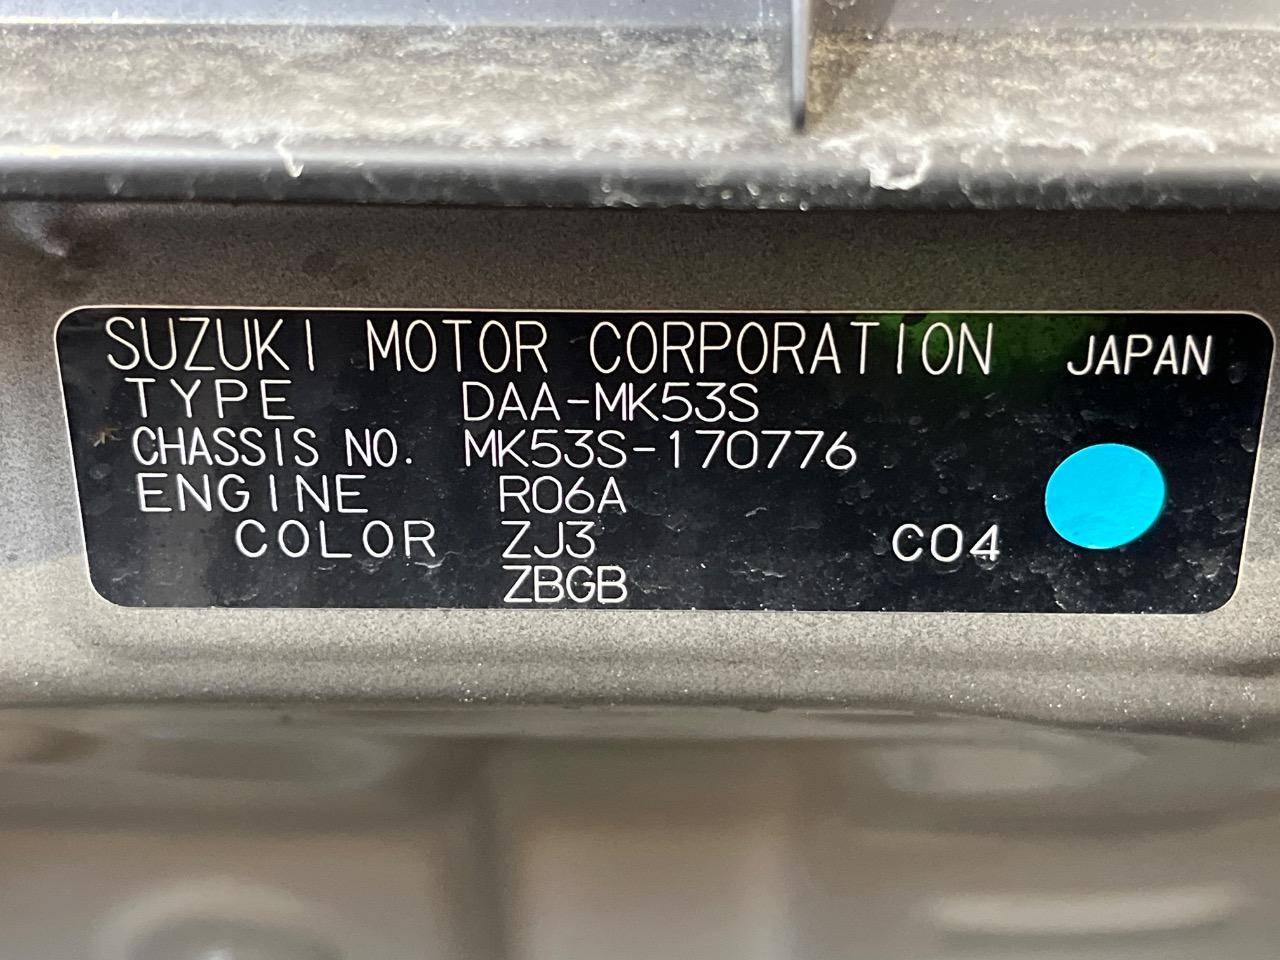 SUZUKI MOTOR CORPORATION JAPAN
TYPE DAA-MK53S
CHASSIS NO. MK53S-170776
ENGINE R06A
COLOR ZJ3 C04
ZBGB